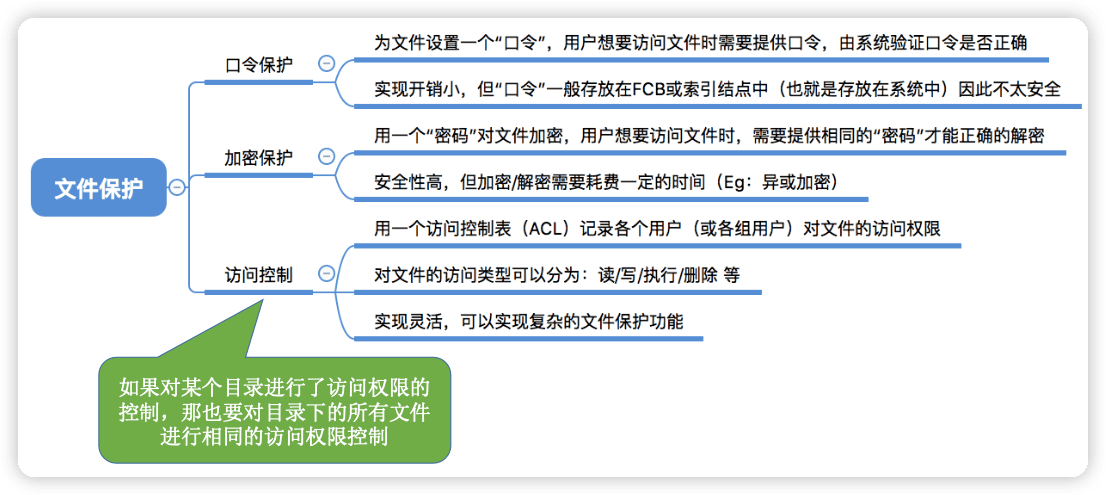 文件保护
口令保护
为文件设置一个“口令”，用户想要访问文件时需要提供口令，由系统验证口令是否正确
实现开销小，但“口令”一般存放在FCB或索引结点中（也就是存放在系统中）因此不太安全
加密保护
用一个“密码”对文件加密，用户想要访问文件时，需要提供相同的“密码”才能正确的解密
安全性高，但加密/解密需要耗费一定的时间（Eg：异或加密）
访问控制
用一个访问控制表（ACL）记录各个用户（或各组用户）对文件的访问权限
对文件的访问类型可以分为：读/写/执行/删除 等
实现灵活，可以实现复杂的文件保护功能
如果对某个目录进行了访问权限的
控制，那也要对目录下的所有文件
进行相同的访问权限控制